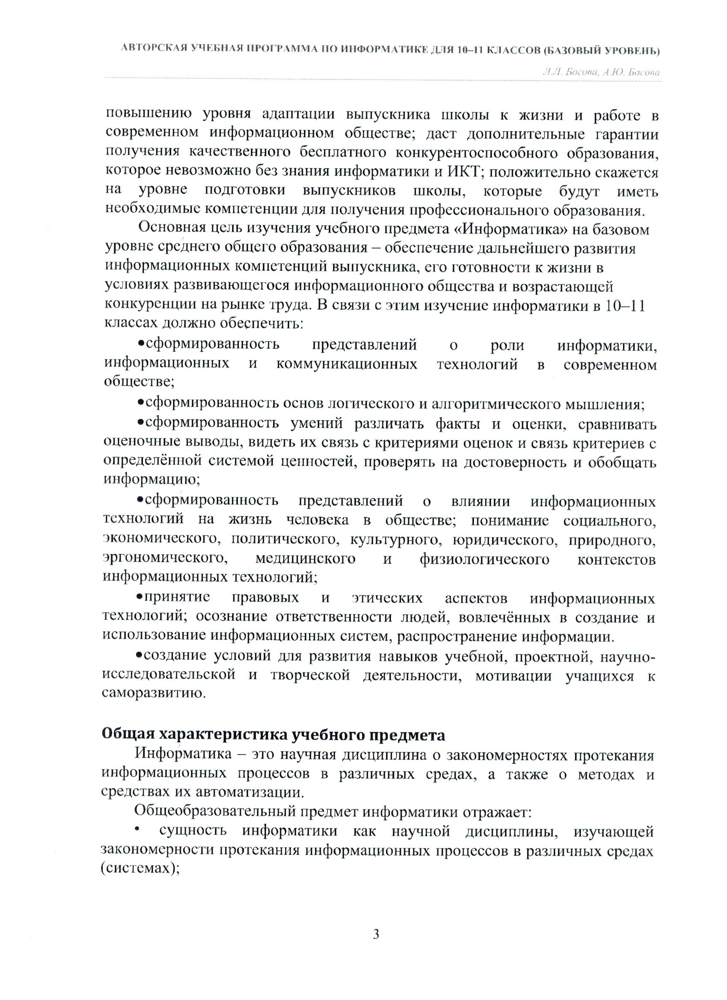 АВТОРСКАЯ УЧЕБНАЯ ПРОГРАММА ПО ИНФОРМАТИКЕ ДЛЯ 10–11 КЛАССОВ (БАЗОВЫЙ УРОВЕНЬ)
Л.Л. Босова, А.Ю. Босова
повышению уровня адаптации выпускника школы к жизни и работе в
современном информационном обществе; даст дополнительные гарантии
получения качественного бесплатного конкурентоспособного образования,
которое невозможно без знания информатики и ИКТ; положительно скажется
на уровне подготовки выпускников школы, которые будут иметь
необходимые компетенции для получения профессионального образования.
Основная цель изучения учебного предмета «Информатика» на базовом
уровне среднего общего образования – обеспечение дальнейшего развития
информационных компетенций выпускника, его готовности к жизни в
условиях развивающегося информационного общества и возрастающей
конкуренции на рынке труда. В связи с этим изучение информатики в 10–11
классах должно обеспечить:
•сформированность представлений о роли информатики,
информационных и коммуникационных технологий в современном
обществе;
•сформированность основ логического и алгоритмического мышления;
•сформированность умений различать факты и оценки, сравнивать
оценочные выводы, видеть их связь с критериями оценок и связь критериев с
определённой системой ценностей, проверять на достоверность и обобщать
информацию;
•сформированность представлений о влиянии информационных
технологий на жизнь человека в обществе; понимание социального,
экономического, политического, культурного, юридического, природного,
эргономического, медицинского и физиологического контекстов
информационных технологий;
•принятие правовых и этических аспектов информационных
технологий; осознание ответственности людей, вовлечённых в создание и
использование информационных систем, распространение информации.
•создание условий для развития навыков учебной, проектной, научно-
исследовательской и творческой деятельности, мотивации учащихся к
саморазвитию.
Общая характеристика учебного предмета
Информатика – это научная дисциплина о закономерностях протекания
информационных процессов в различных средах, а также о методах и
средствах их автоматизации.
Общеобразовательный предмет информатики отражает:
• сущность информатики как научной дисциплины, изучающей
закономерности протекания информационных процессов в различных средах
(системах);
3